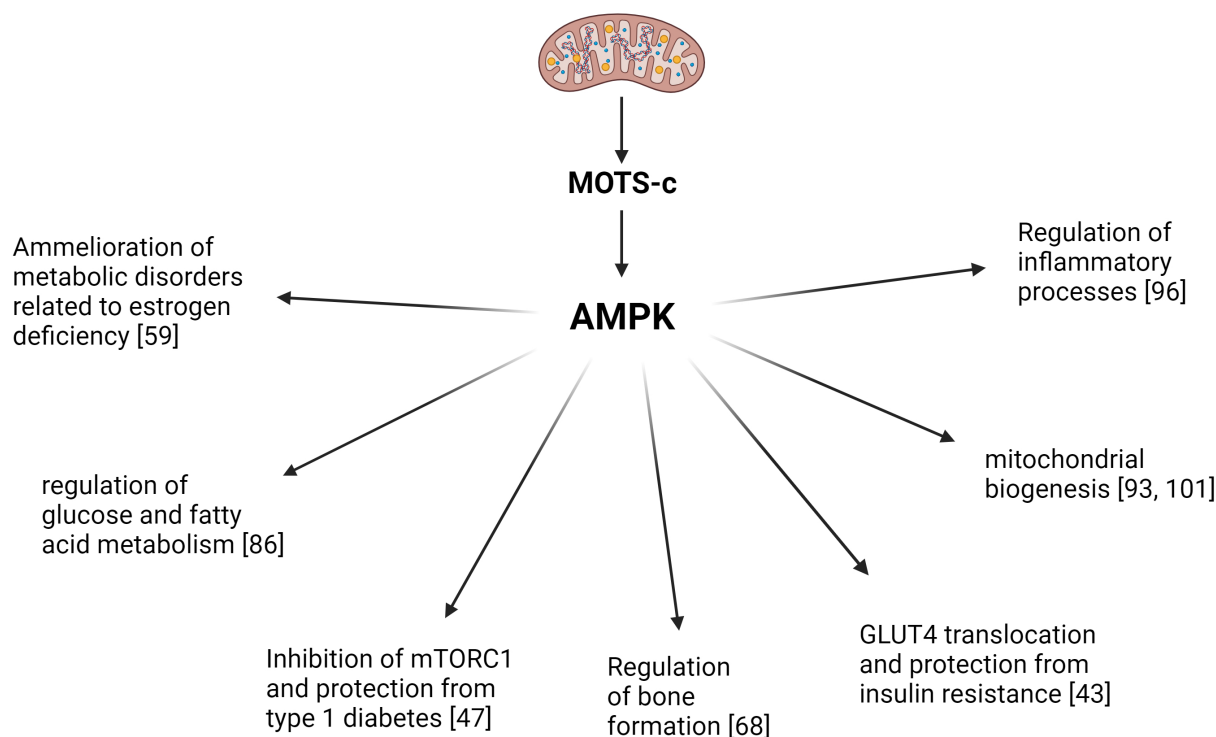 MOTS-c
AMPK
Ammelioration of
metabolic disorders
related to estrogen
deficiency [59]
Regulation of
inflammatory
processes [96]
regulation of
glucose and fatty
acid metabolism [86]
mitochondrial
biogenesis [93, 101]
Inhibition of mTORC1
and protection from
type 1 diabetes [47]
Regulation
of bone
formation [68]
GLUT4 translocation
and protection from
insulin resistance [43]